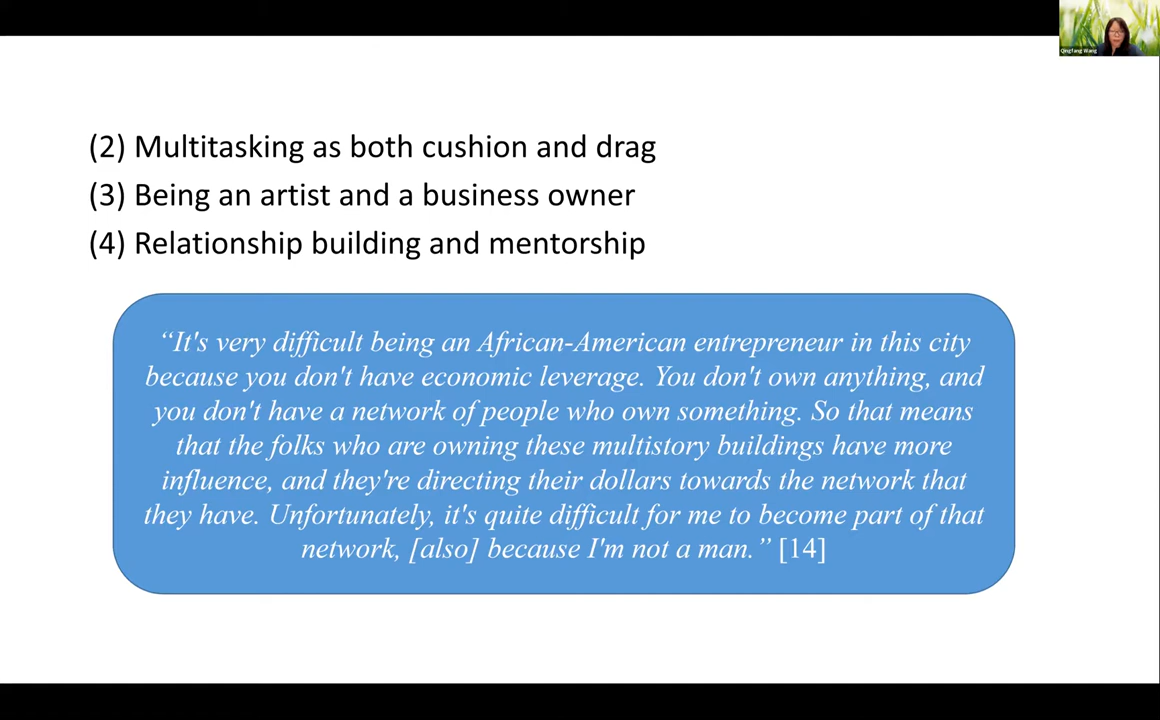 Qingfang Wang
(2) Multitasking as both cushion and drag
(3) Being an artist and a business owner
(4) Relationship building and mentorship
“It's very difficult being an African-American entrepreneur in this city
because you don't have economic leverage. You don't own anything, and
you don't have a network of people who own something. So that means
that the folks who are owning these multistory buildings have more
influence, and they're directing their dollars towards the network that
they have. Unfortunately, it's quite difficult for me to become part of that
network, [also] because I'm not a man.” [14]